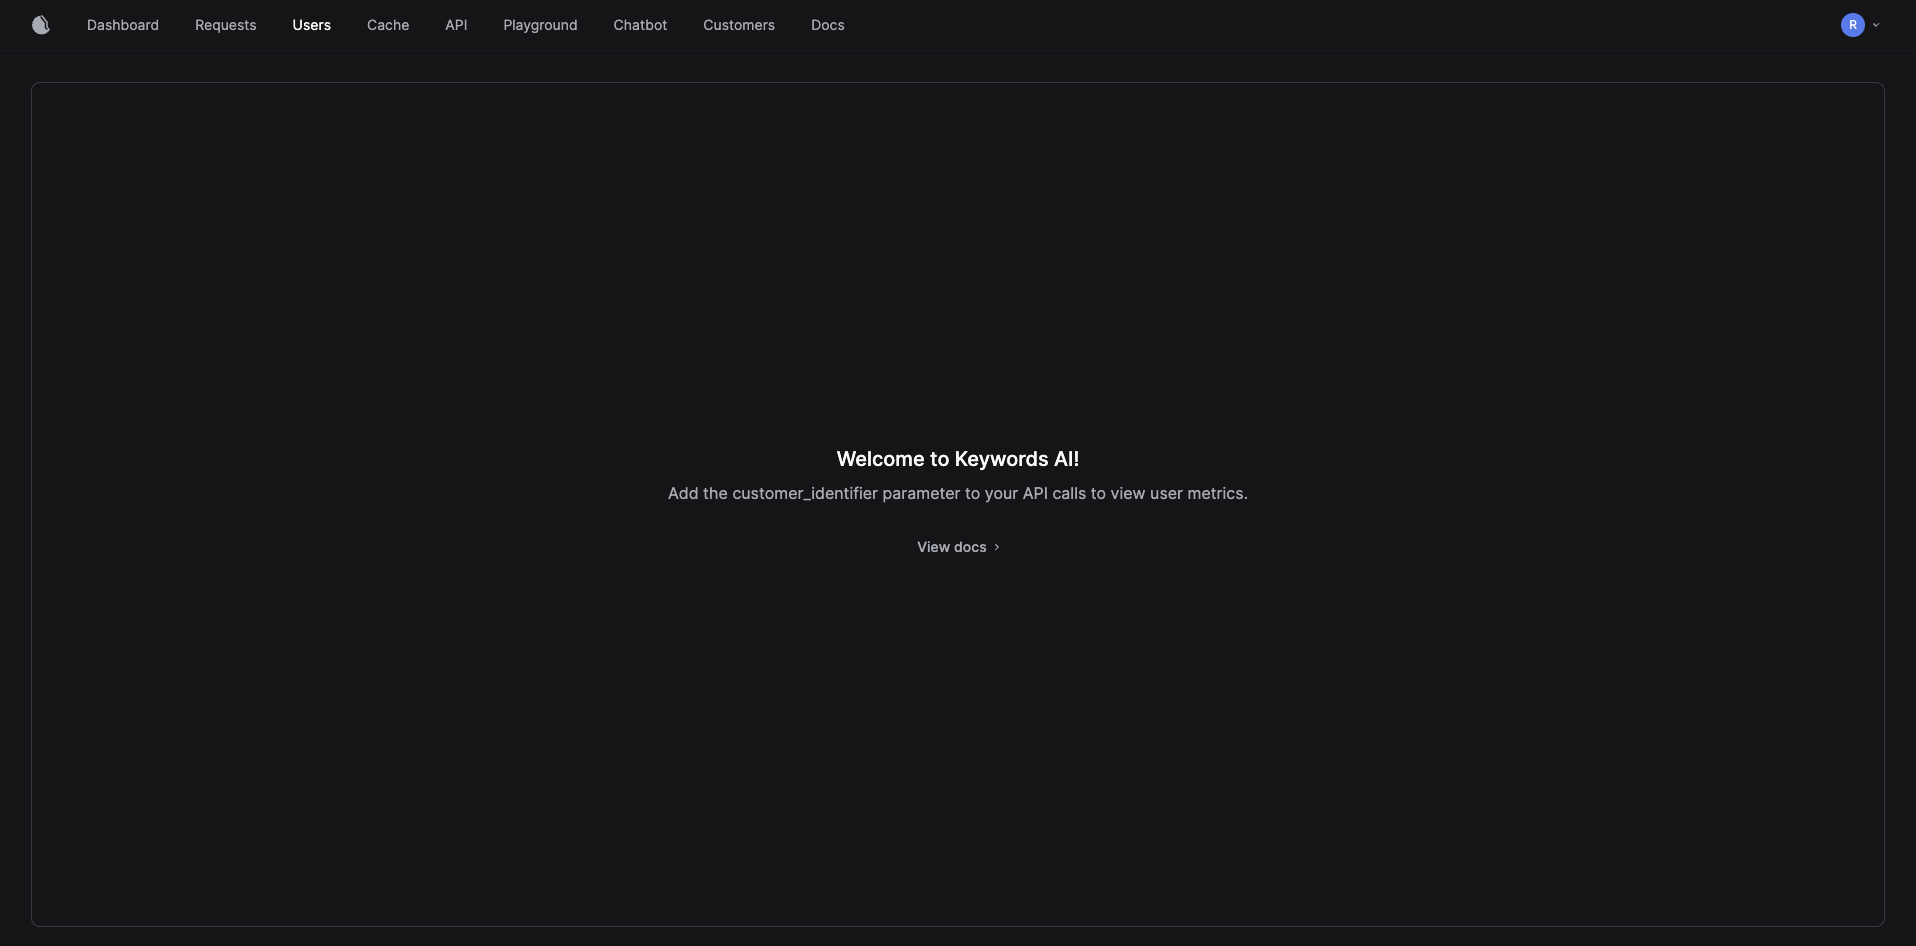 Dashboard Requests Users Cache API Playground Chatbot Customers Docs R
Welcome to Keywords AI!
Add the customer_identifier parameter to your API calls to view user metrics.
View docs